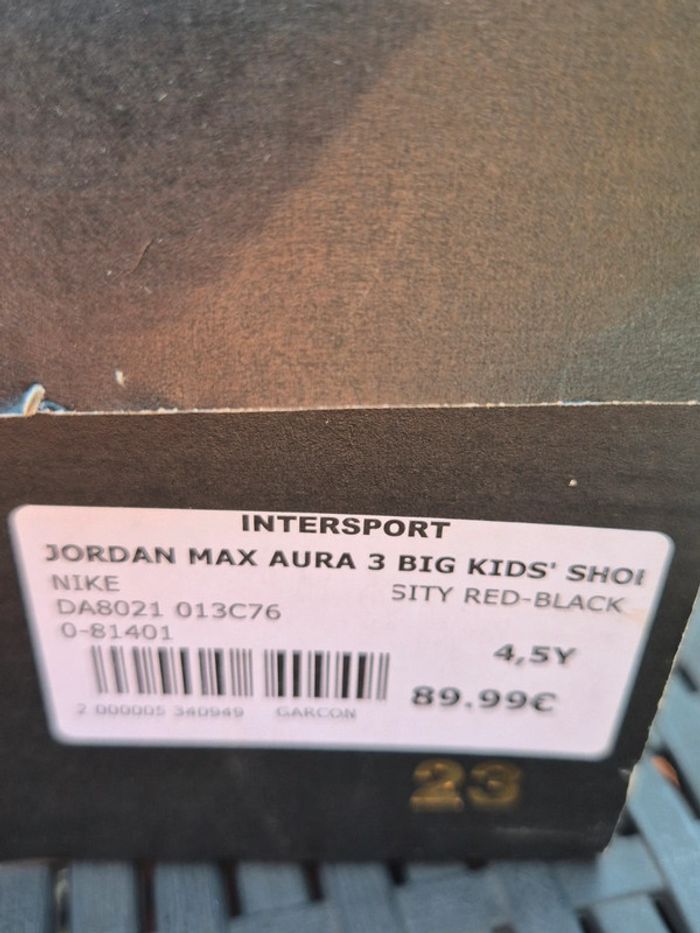 INTERSPORT
JORDAN MAX AURA 3 BIG KIDS' SHOE
NIKE SITY RED-BLACK
DA8021 013C76
0-81401
4,5Y
89.99€
2 000005 340949 GARCON
23